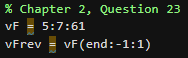 % Chapter 2, Question 23
vF = 5:7:61
vFrev = vF(end:-1:1)